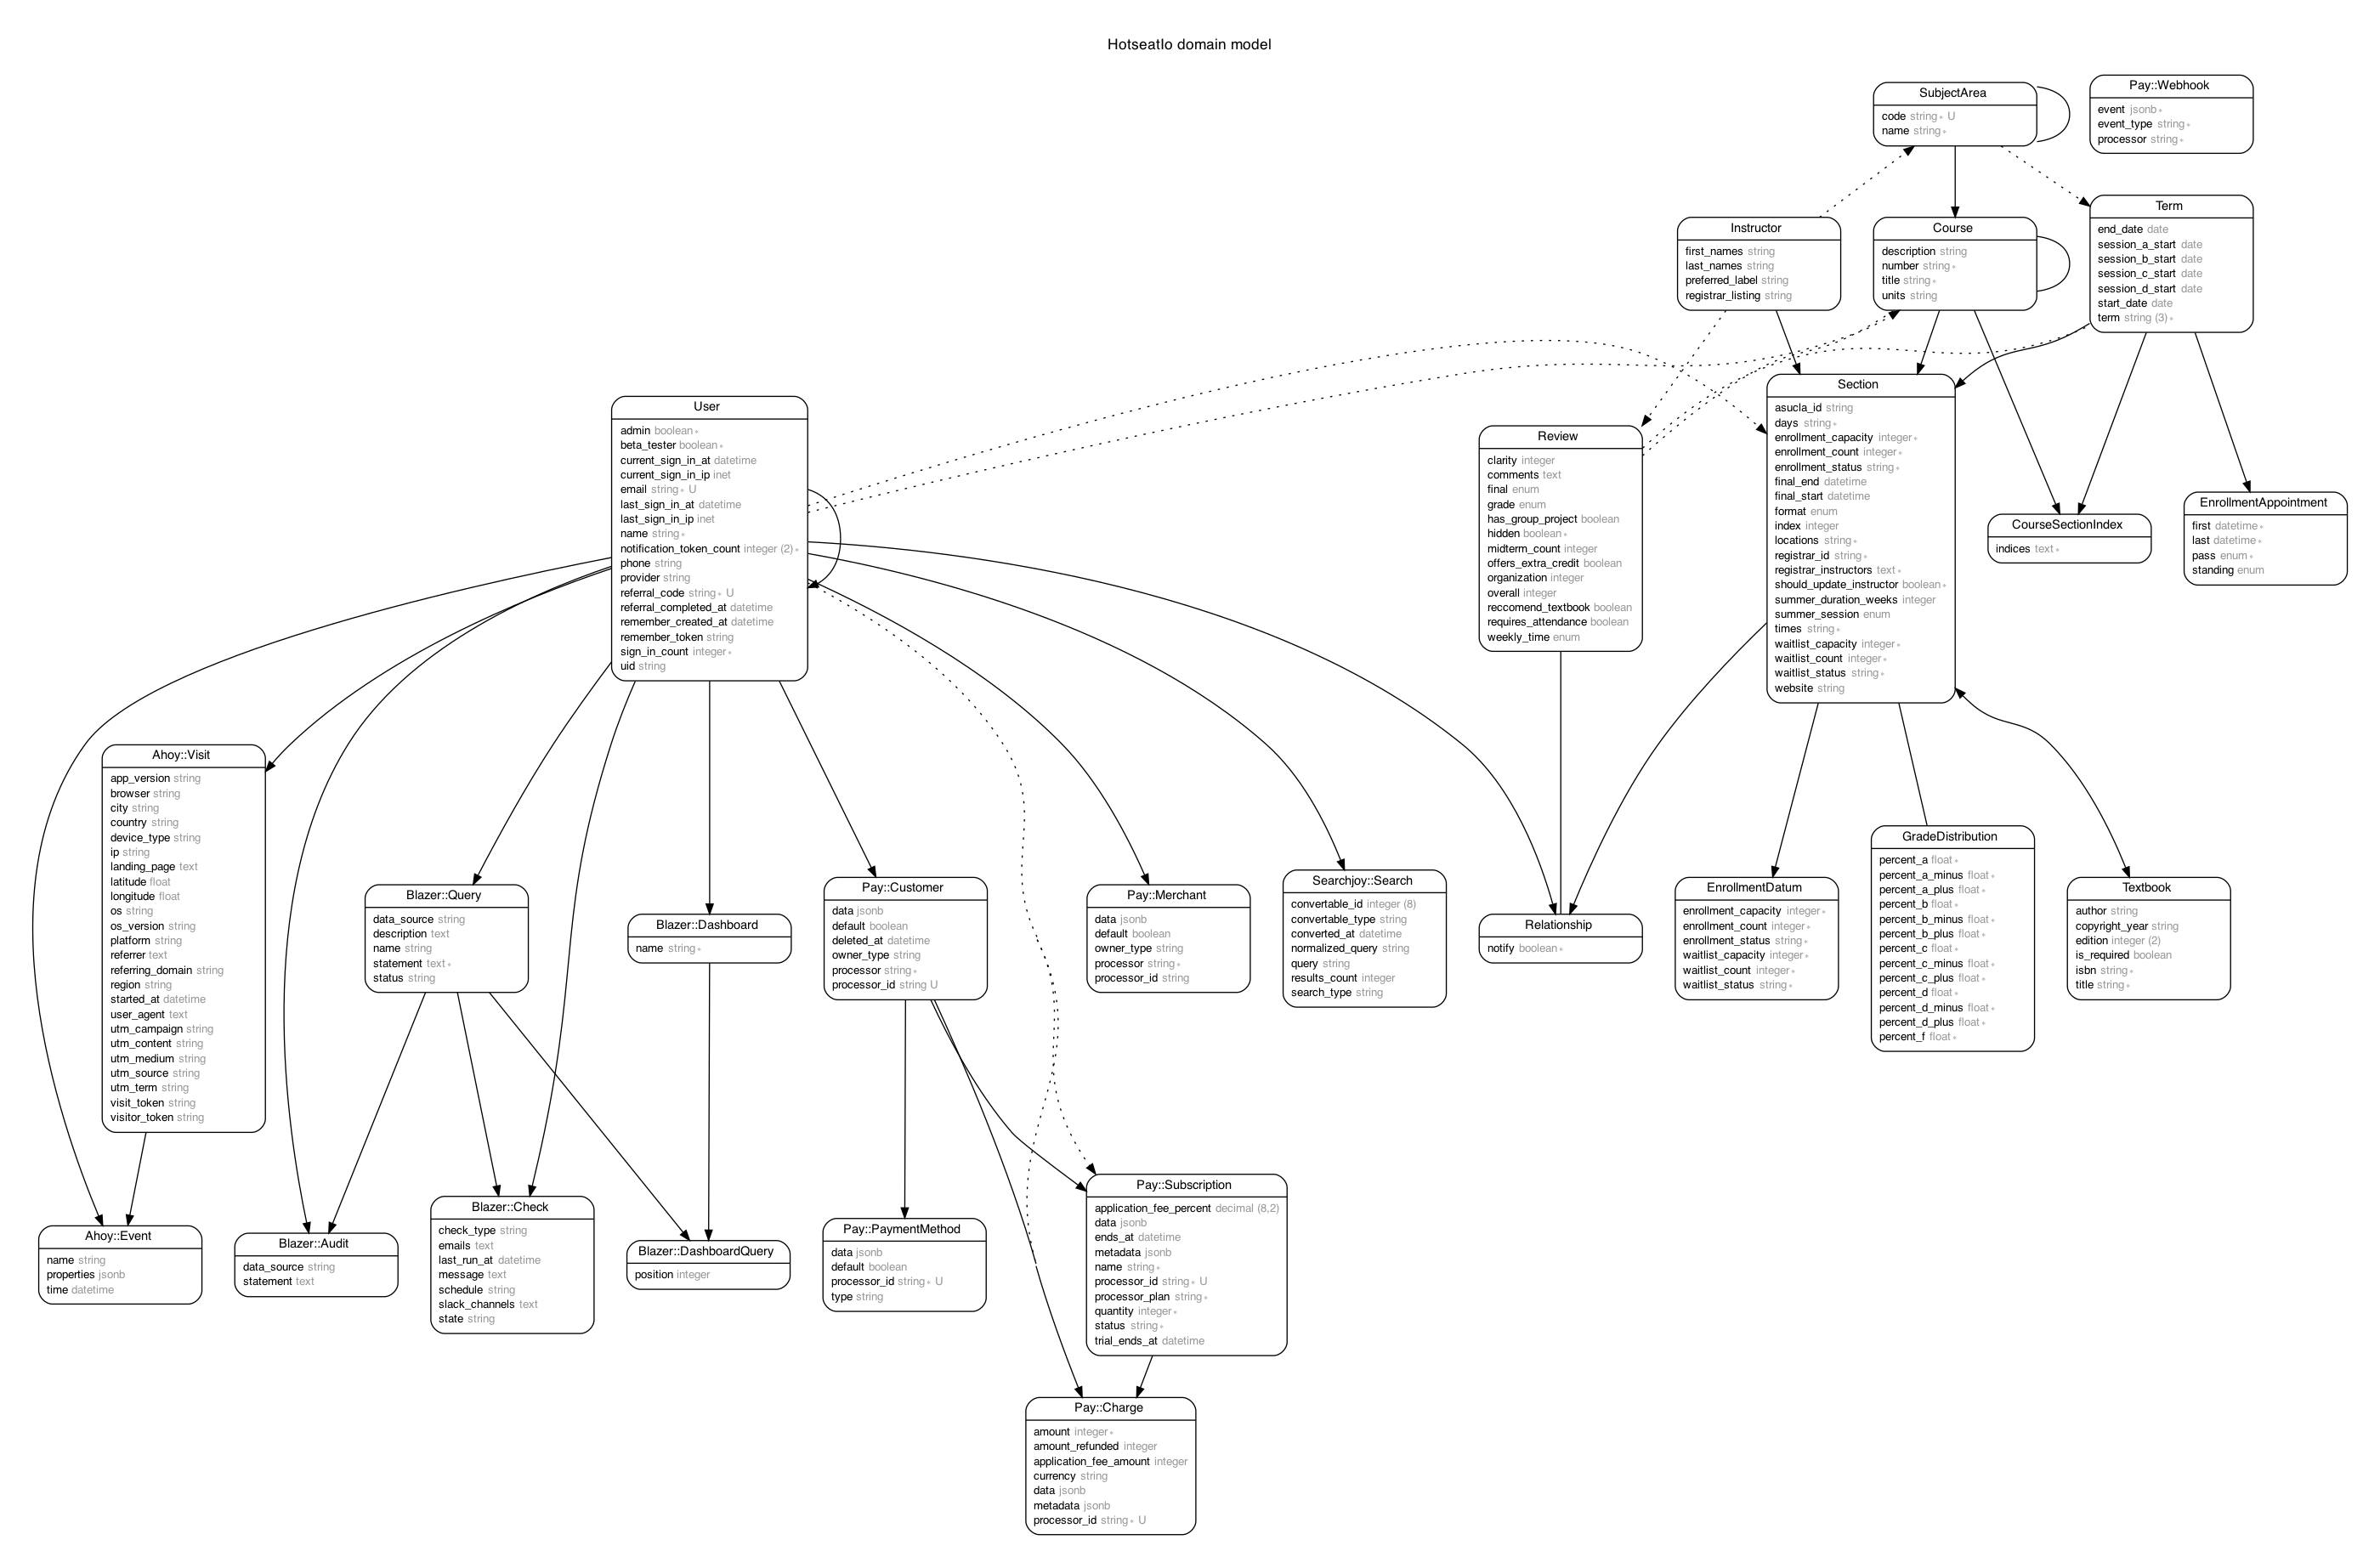 HotseatIo domain model
SubjectArea
code string∗ U
name string∗
Pay::Webhook
event jsonb∗
event_type string∗
processor string∗
Instructor
first_names string
last_names string
preferred_label string
registrar_listing string
Course
description string
number string∗
title string∗
units string
Term
end_date date
session_a_start date
session_b_start date
session_c_start date
session_d_start date
start_date date
term string (3)∗
User
admin boolean∗
beta_tester boolean∗
current_sign_in_at datetime
current_sign_in_ip inet
email string∗ U
last_sign_in_at datetime
last_sign_in_ip inet
name string∗
notification_token_count integer (2)∗
phone string
provider string
referral_code string∗ U
referral_completed_at datetime
remember_created_at datetime
remember_token string
sign_in_count integer∗
uid string
Review
clarity integer
comments text
final enum
grade enum
has_group_project boolean
hidden boolean∗
midterm_count integer
offers_extra_credit boolean
organization integer
overall integer
reccomend_textbook boolean
requires_attendance boolean
weekly_time enum
Section
asucla_id string
days string∗
enrollment_capacity integer∗
enrollment_count integer∗
enrollment_status string∗
final_end datetime
final_start datetime
format enum
index integer
locations string∗
registrar_id string∗
registrar_instructors text∗
should_update_instructor boolean∗
summer_duration_weeks integer
summer_session enum
times string∗
waitlist_capacity integer∗
waitlist_count integer∗
waitlist_status string∗
website string
CourseSectionIndex
indices text∗
EnrollmentAppointment
first datetime∗
last datetime∗
pass enum∗
standing enum
Ahoy::Visit
app_version string
browser string
city string
country string
device_type string
ip string
landing_page text
latitude float
longitude float
os string
os_version string
platform string
referrer text
referring_domain string
region string
started_at datetime
user_agent text
utm_campaign string
utm_content string
utm_medium string
utm_source string
utm_term string
visit_token string
visitor_token string
Blazer::Query
data_source string
description text
name string
statement text∗
status string
Blazer::Dashboard
name string∗
Pay::Customer
data jsonb
default boolean
deleted_at datetime
owner_type string
processor string∗
processor_id string U
Pay::Merchant
data jsonb
default boolean
owner_type string
processor string∗
processor_id string
Searchjoy::Search
convertable_id integer (8)
convertable_type string
converted_at datetime
normalized_query string
query string
results_count integer
search_type string
Relationship
notify boolean∗
EnrollmentDatum
enrollment_capacity integer∗
enrollment_count integer∗
enrollment_status string∗
waitlist_capacity integer∗
waitlist_count integer∗
waitlist_status string∗
GradeDistribution
percent_a float∗
percent_a_minus float∗
percent_a_plus float∗
percent_b float∗
percent_b_minus float∗
percent_b_plus float∗
percent_c float∗
percent_c_minus float∗
percent_c_plus float∗
percent_d float∗
percent_d_minus float∗
percent_d_plus float∗
percent_f float∗
Textbook
author string
copyright_year string
edition integer (2)
is_required boolean
isbn string∗
title string∗
Ahoy::Event
name string
properties jsonb
time datetime
Blazer::Audit
data_source string
statement text
Blazer::Check
check_type string
emails text
last_run_at datetime
message text
schedule string
slack_channels text
state string
Blazer::DashboardQuery
position integer
Pay::PaymentMethod
data jsonb
default boolean
processor_id string∗ U
type string
Pay::Subscription
application_fee_percent decimal (8,2)
data jsonb
ends_at datetime
metadata jsonb
name string∗
processor_id string∗ U
processor_plan string∗
quantity integer∗
status string∗
trial_ends_at datetime
Pay::Charge
amount integer∗
amount_refunded integer
application_fee_amount integer
currency string
data jsonb
metadata jsonb
processor_id string∗ U